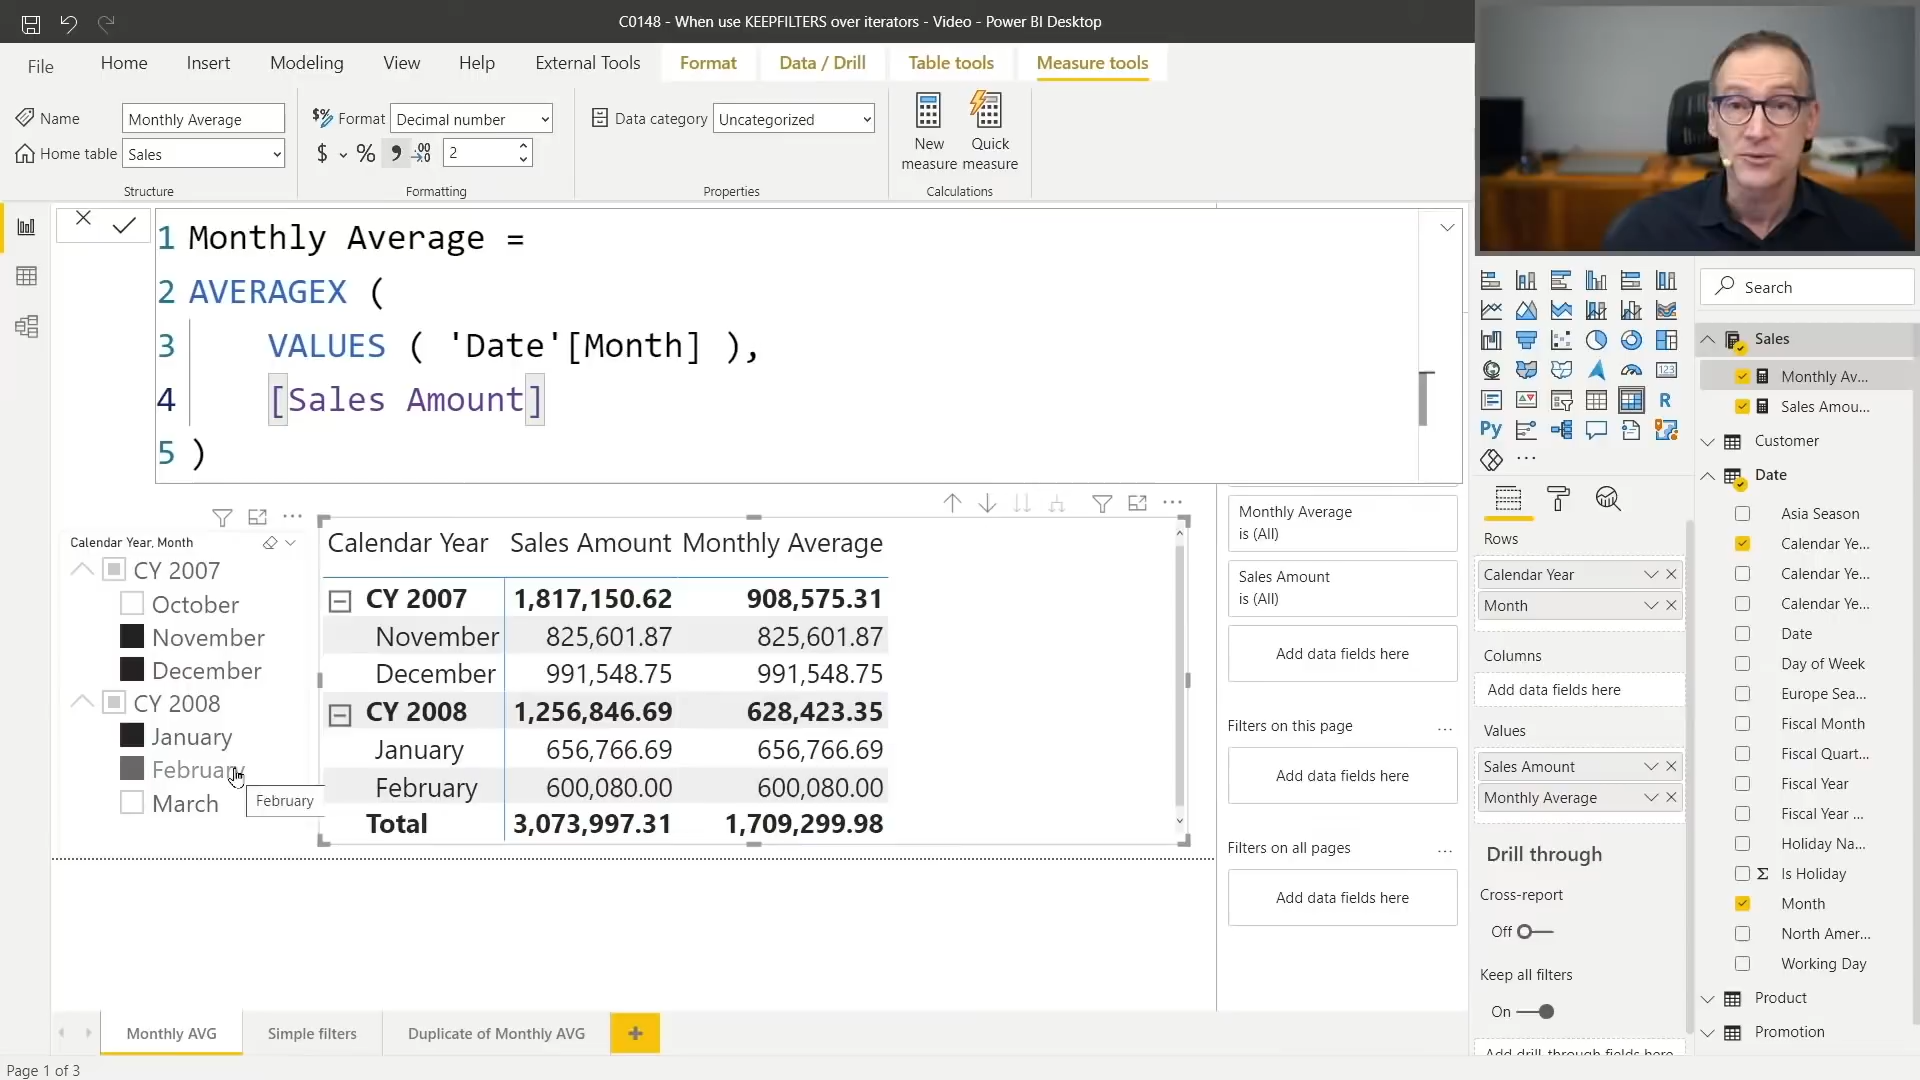 C0148 - When use KEEPFILTERS over iterators - Video - Power BI Desktop
File Home Insert Modeling View Help External Tools Format Data / Drill Table tools Measure tools
Name Monthly Average
Home table Sales
Structure
Format Decimal number
$ % 2
Formatting
Data category Uncategorized
Properties
New measure
Quick measure
Calculations
1 Monthly Average =
2 AVERAGEX (
3 VALUES ( 'Date'[Month] ),
4 [Sales Amount]
5 )
Calendar Year, Month
CY 2007
October
November
December
CY 2008
January
February
March
February
Calendar Year Sales Amount Monthly Average
CY 2007 1,817,150.62 908,575.31
November 825,601.87 825,601.87
December 991,548.75 991,548.75
CY 2008 1,256,846.69 628,423.35
January 656,766.69 656,766.69
February 600,080.00 600,080.00
Total 3,073,997.31 1,709,299.98
Monthly Average
is (All)
Sales Amount
is (All)
Add data fields here
Filters on this page ...
Add data fields here
Filters on all pages ...
Add data fields here
123
R
Py
...
Rows
Calendar Year
Month
Columns
Add data fields here
Values
Sales Amount
Monthly Average
Drill through
Cross-report
Off
Keep all filters
On
Add drill-through fields here
Search
Sales
Monthly Av...
Sales Amou...
Customer
Date
Asia Season
Calendar Ye...
Calendar Ye...
Calendar Ye...
Date
Day of Week
Europe Sea...
Fiscal Month
Fiscal Quart...
Fiscal Year
Fiscal Year ...
Holiday Na...
Σ Is Holiday
Month
North Amer...
Working Day
Product
Promotion
Monthly AVG Simple filters Duplicate of Monthly AVG +
Page 1 of 3